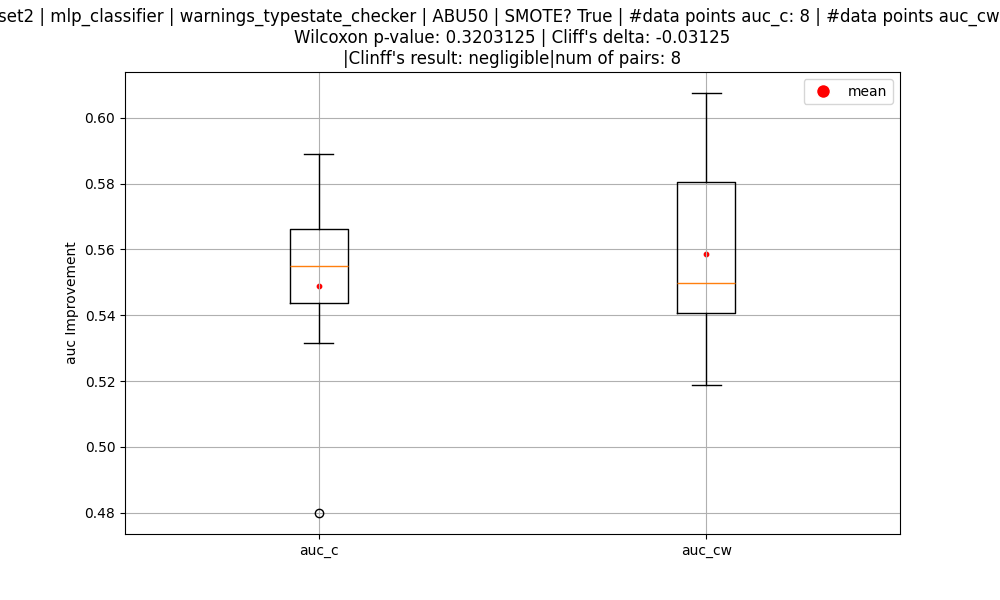 set2 | mlp_classifier | warnings_typestate_checker | ABU50 | SMOTE? True | #data points auc_c: 8 | #data points auc_cw
Wilcoxon p-value: 0.3203125 | Cliff's delta: -0.03125
|Clinff's result: negligible|num of pairs: 8
mean
0.60
0.58
0.56
0.54
0.52
0.50
0.48
auc Improvement
auc_c
auc_cw